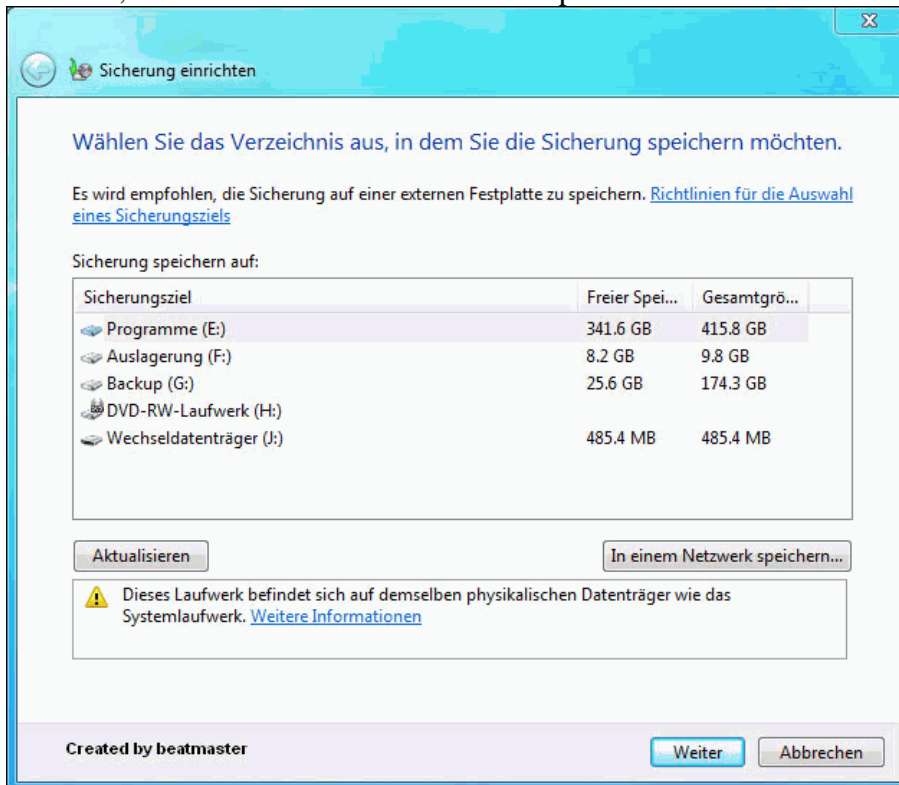 Sicherung einrichten
Wählen Sie das Verzeichnis aus, in dem Sie die Sicherung speichern möchten.
Es wird empfohlen, die Sicherung auf einer externen Festplatte zu speichern. Richtlinien für die Auswahl
eines Sicherungsziels
Sicherung speichern auf:
Sicherungsziel Freier Spei... Gesamtgrö...
Programme (E:) 341.6 GB 415.8 GB
Auslagerung (F:) 8.2 GB 9.8 GB
Backup (G:) 25.6 GB 174.3 GB
DVD-RW-Laufwerk (H:)
Wechseldatenträger (J:) 485.4 MB 485.4 MB
Aktualisieren In einem Netzwerk speichern...
Dieses Laufwerk befindet sich auf demselben physikalischen Datenträger wie das
Systemlaufwerk. Weitere Informationen
Created by beatmaster Weiter Abbrechen